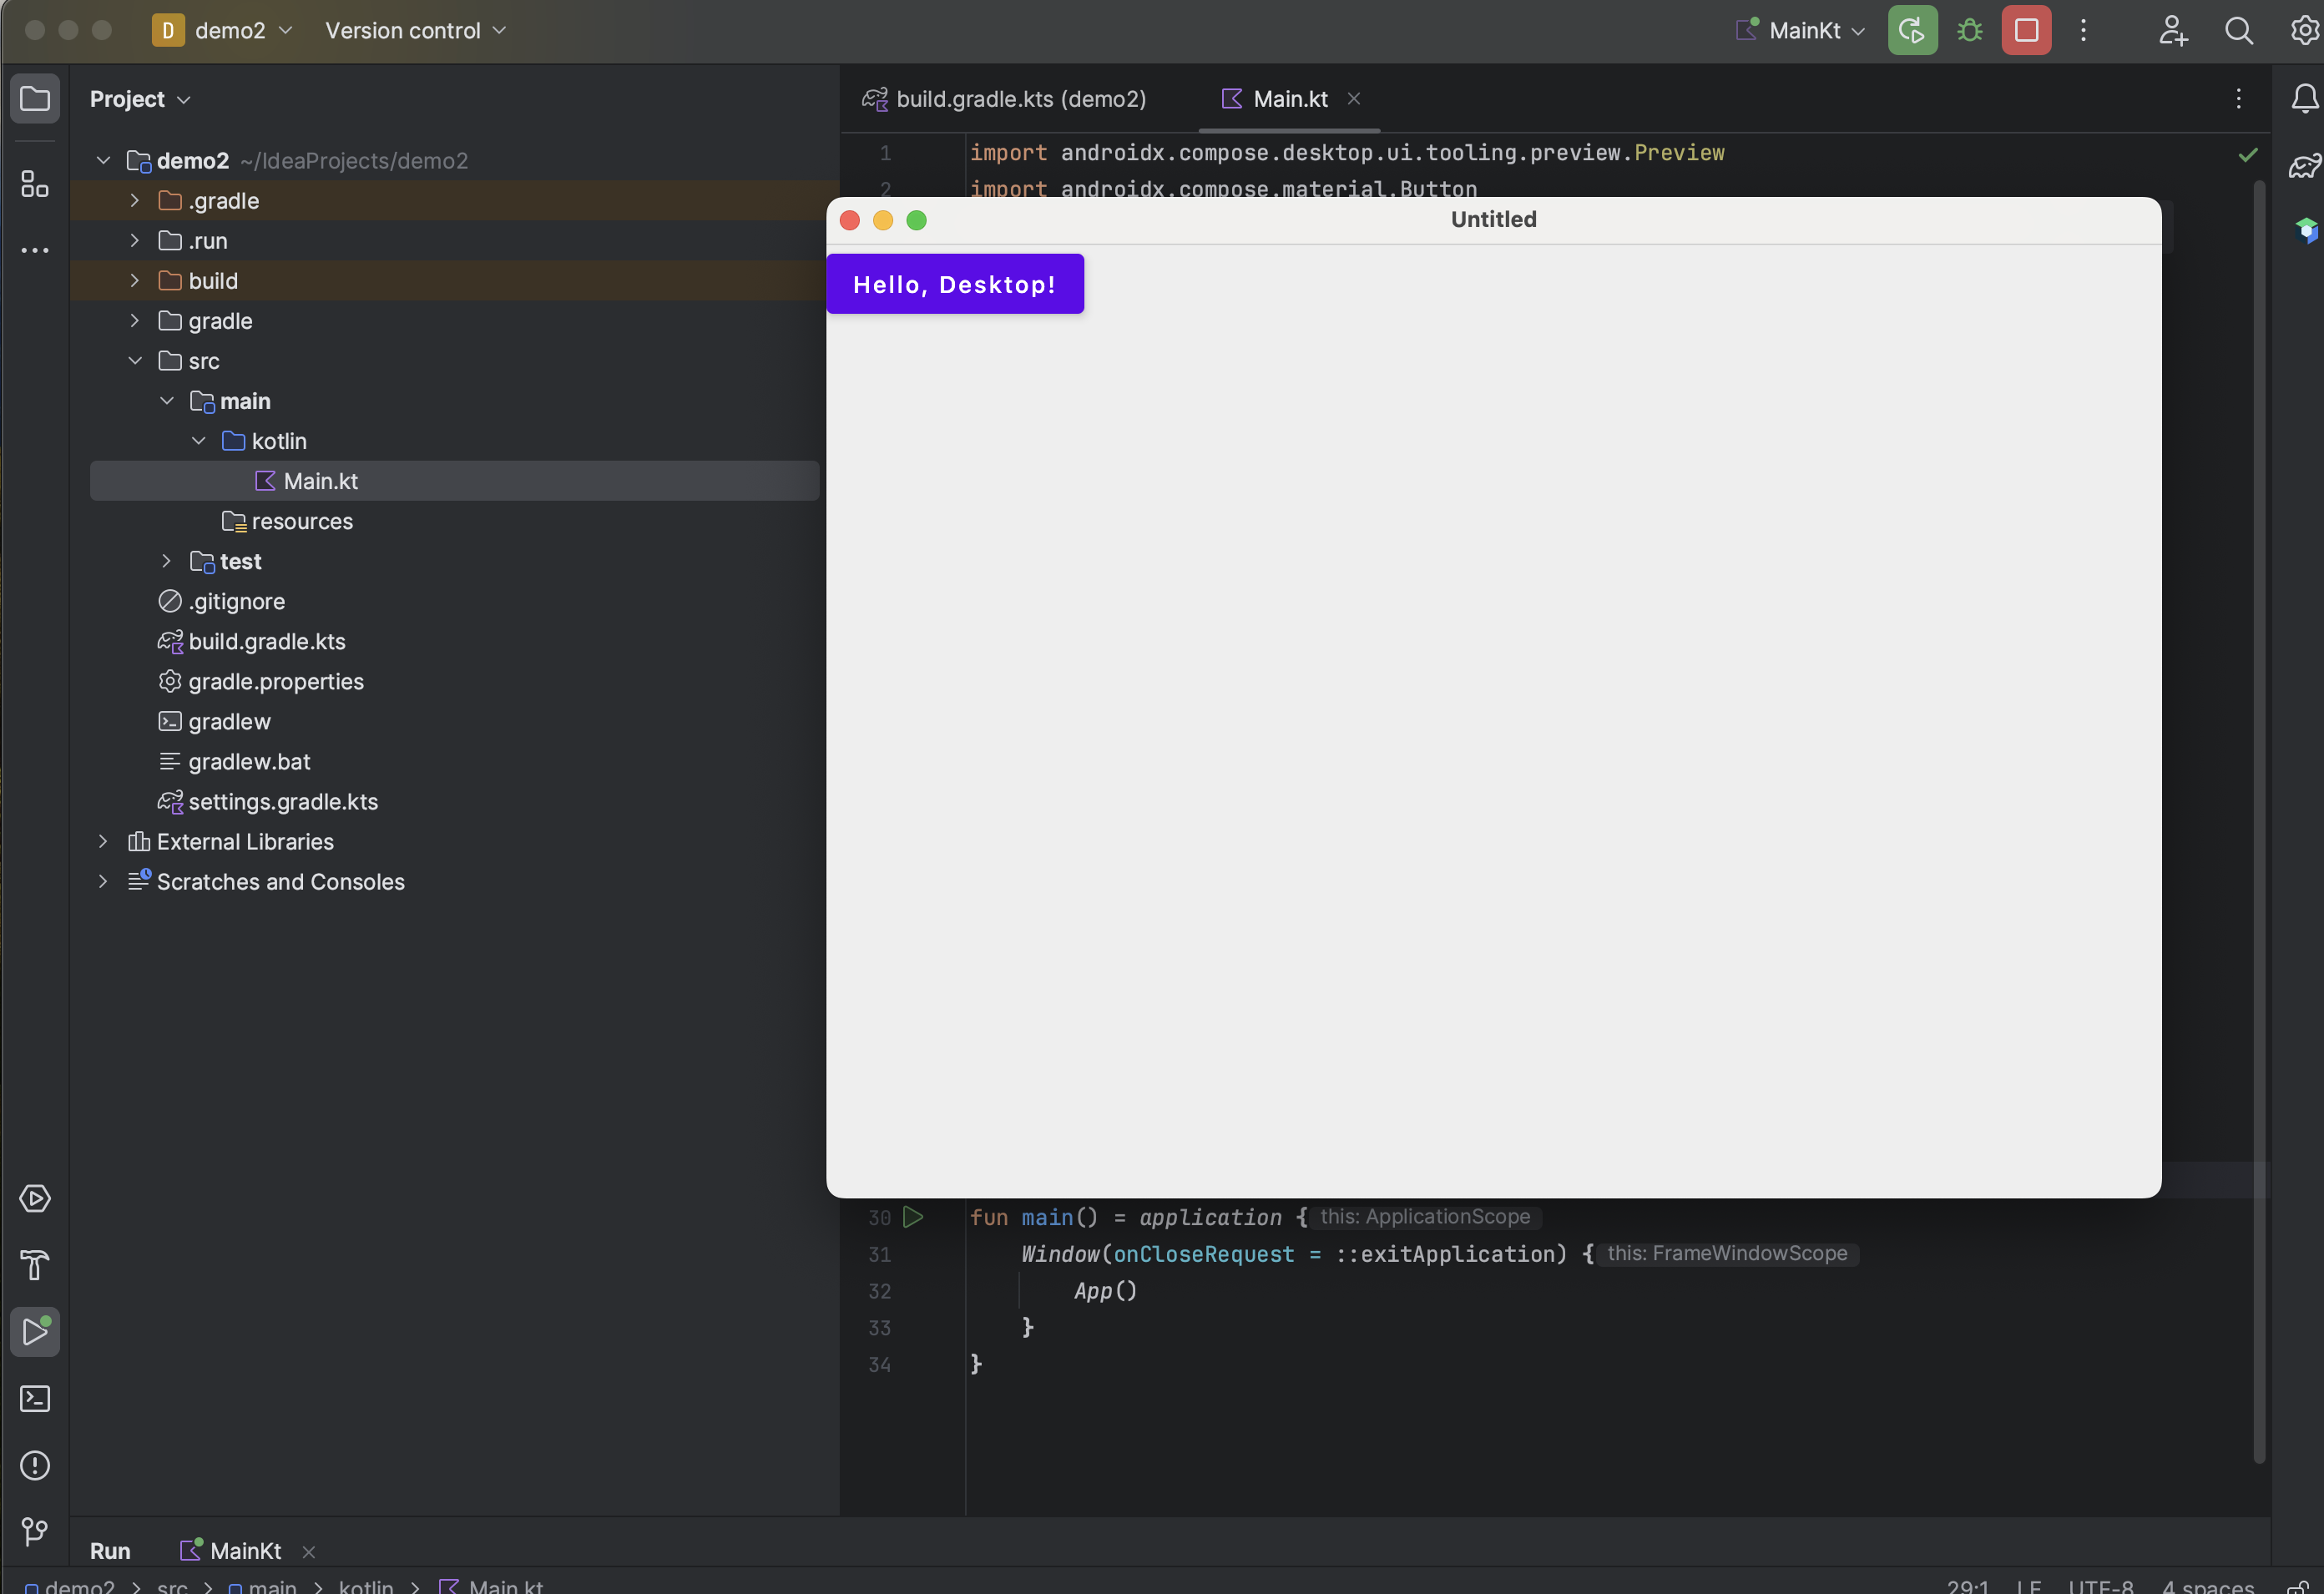 D demo2 Version control MainKt
Project
build.gradle.kts (demo2) Main.kt
demo2 ~/IdeaProjects/demo2
.gradle
.run
build
gradle
src
main
kotlin
Main.kt
resources
test
.gitignore
build.gradle.kts
gradle.properties
gradlew
gradlew.bat
settings.gradle.kts
External Libraries
Scratches and Consoles
1 import androidx.compose.desktop.ui.tooling.preview.Preview
2 import androidx.compose.material.Button
Untitled
Hello, Desktop!
30 fun main() = application { this: ApplicationScope
31 Window(onCloseRequest = ::exitApplication) { this: FrameWindowScope
32 App()
33 }
34 }
Run MainKt
demo2 > src > main > kotlin > Main.kt 29:1 LF UTF-8 4 spaces